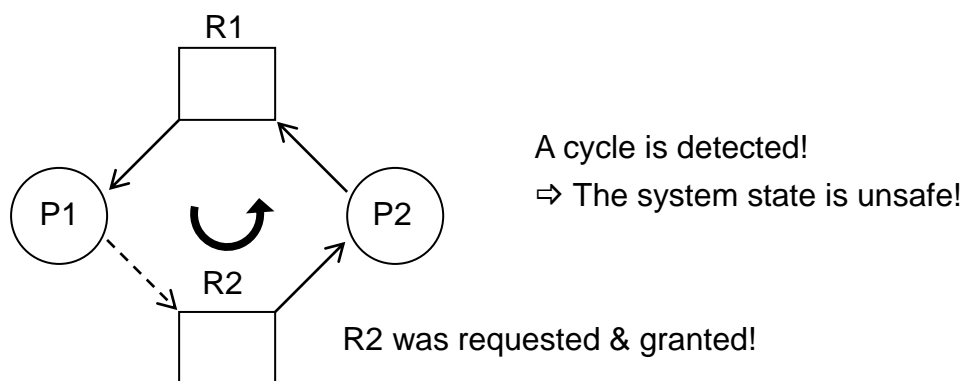 R1
A cycle is detected!
⇨ The system state is unsafe!
P1
P2
R2
R2 was requested & granted!